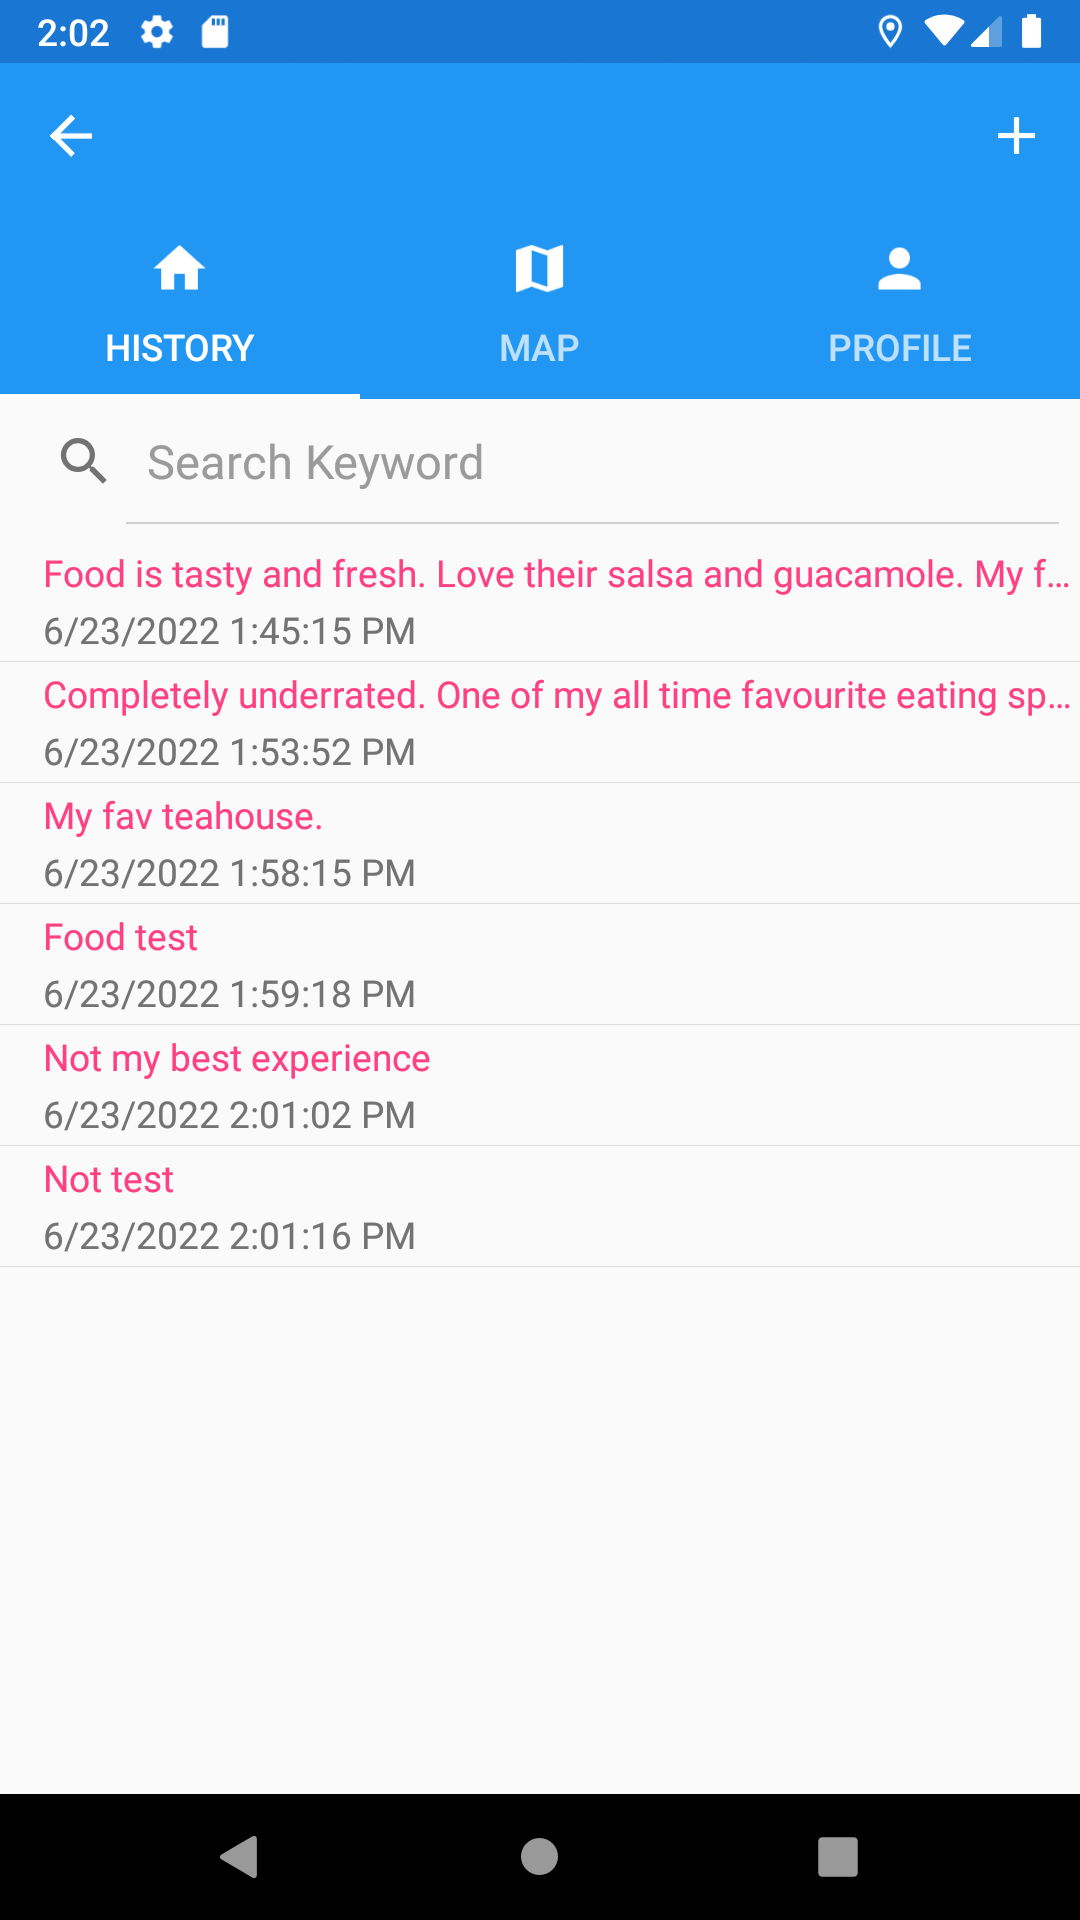 2:02
HISTORY
MAP
PROFILE
Search Keyword
Food is tasty and fresh. Love their salsa and guacamole. My f...
6/23/2022 1:45:15 PM
Completely underrated. One of my all time favourite eating sp...
6/23/2022 1:53:52 PM
My fav teahouse.
6/23/2022 1:58:15 PM
Food test
6/23/2022 1:59:18 PM
Not my best experience
6/23/2022 2:01:02 PM
Not test
6/23/2022 2:01:16 PM